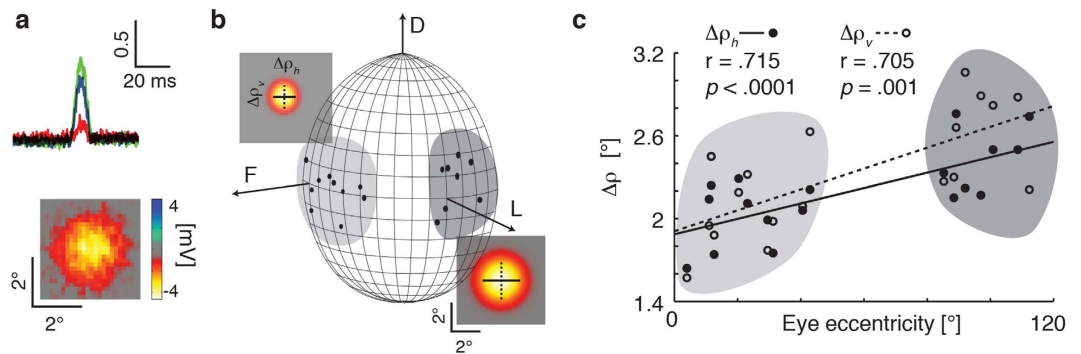 a
0.5
20 ms
4
[mV]
-4
2°
2°
b
D
Δρh
Δρv
F
L
2°
2°
c
Δρh Δρv
r = .715 r = .705
p < .0001 p = .001
3.2
2.6
2
1.4
Δρ [°]
0 Eye eccentricity [°] 120